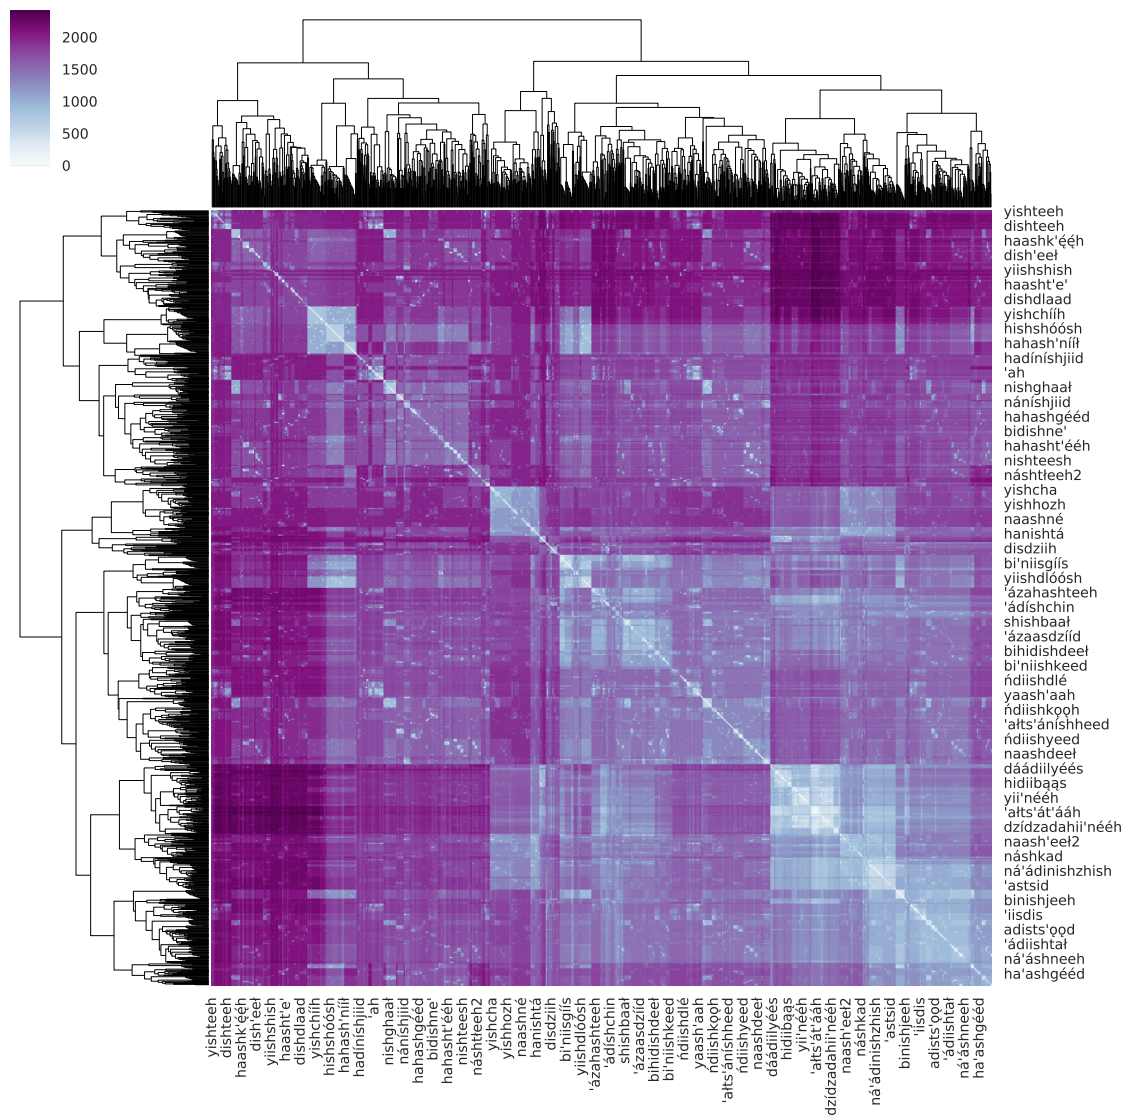 2000
1500
1000
500
0
yishteeh
dishteeh
haashk'ę́ę́h
dish'eeł
yiishshish
haasht'e'
dishdlaad
yishchííh
hishshóósh
hahash'nííł
hadíníshjiid
'ah
nishghaał
náníshjiid
hahashgééd
bidishne'
hahasht'ééh
nishteesh
náshtłeeh2
yishcha
yishhozh
naashné
hanishtá
disdziih
bi'niisgíís
yiishdlóósh
'ázahashteeh
'ádíshchin
shishbaał
'ázaasdzííd
bihidishdeeł
bi'niishkeed
ńdiishdlé
yaash'aah
ńdiishkǫǫh
'ałts'áníshheed
ńdiishyeed
naashdeeł
dáádiilyéés
hidiibąąs
yii'nééh
'ałts'át'ááh
dzídzadahii'nééh
naash'eeł2
náshkad
ná'ádinishzhish
'astsid
binishjeeh
'iisdis
adists'ǫǫd
'ádiishtał
ná'áshneeh
ha'ashgééd
yishteeh
dishteeh
haashk'ę́ę́h
dish'eeł
yiishshish
haasht'e'
dishdlaad
yishchííh
hishshóósh
hahash'nííł
hadíníshjiid
'ah
nishghaał
náníshjiid
hahashgééd
bidishne'
hahasht'ééh
nishteesh
náshtłeeh2
yishcha
yishhozh
naashné
hanishtá
disdziih
bi'niisgíís
yiishdlóósh
'ázahashteeh
'ádíshchin
shishbaał
'ázaasdzííd
bihidishdeeł
bi'niishkeed
ńdiishdlé
yaash'aah
ńdiishkǫǫh
'ałts'áníshheed
ńdiishyeed
naashdeeł
dáádiilyéés
hidiibąąs
yii'nééh
'ałts'át'ááh
dzídzadahii'nééh
naash'eeł2
náshkad
ná'ádinishzhish
'astsid
binishjeeh
'iisdis
adists'ǫǫd
'ádiishtał
ná'áshneeh
ha'ashgééd